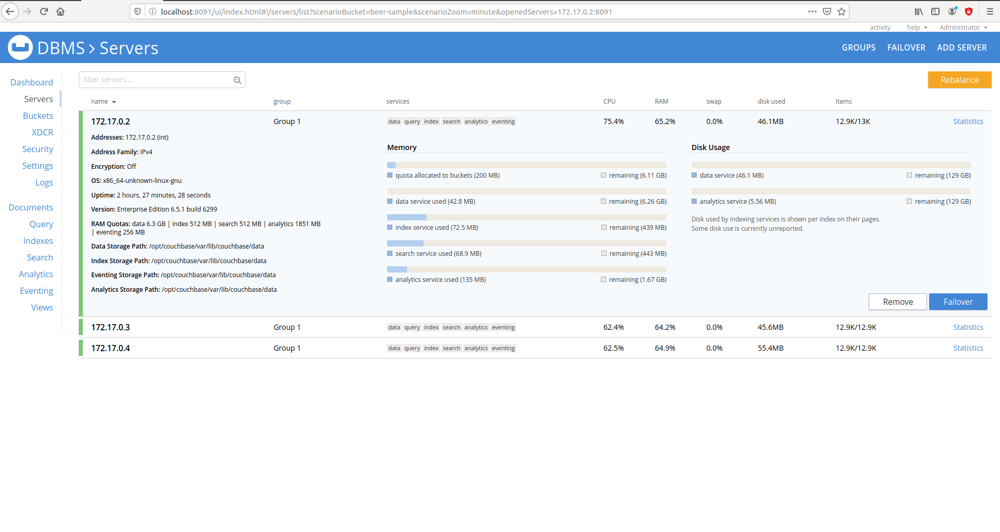 localhost:8091/ui/index.html#!/servers/list?scenarioBucket=beer-sample&scenarioZoom=minute&openedServers=172.17.0.2:8091
activity help Administrator
DBMS > Servers GROUPS FAILOVER ADD SERVER
Dashboard
Servers
Buckets
XDCR
Security
Settings
Logs
Documents
Query
Indexes
Search
Analytics
Eventing
Views
filter servers... Rebalance
name group services CPU RAM swap disk used items
172.17.0.2 Group 1 data query index search analytics eventing 75.4% 65.2% 0.0% 46.1MB 12.9K/13K Statistics
Addresses: 172.17.0.2 (int)
Address Family: IPv4
Encryption: Off
OS: x86_64-unknown-linux-gnu
Uptime: 2 hours, 27 minutes, 28 seconds
Version: Enterprise Edition 6.5.1 build 6299
RAM Quotas: data 6.3 GB | index 512 MB | search 512 MB | analytics 1851 MB
| eventing 256 MB
Data Storage Path: /opt/couchbase/var/lib/couchbase/data
Index Storage Path: /opt/couchbase/var/lib/couchbase/data
Eventing Storage Path: /opt/couchbase/var/lib/couchbase/data
Analytics Storage Path: /opt/couchbase/var/lib/couchbase/data
Memory
quota allocated to buckets (200 MB) remaining (6.11 GB)
data service used (42.8 MB) remaining (6.26 GB)
index service used (72.5 MB) remaining (439 MB)
search service used (68.9 MB) remaining (443 MB)
analytics service used (135 MB) remaining (1.67 GB)
Disk Usage
data service (46.1 MB) remaining (129 GB)
analytics service (5.56 MB) remaining (129 GB)
Disk used by indexing services is shown per index on their pages.
Some disk use is currently unreported.
Remove Failover
172.17.0.3 Group 1 data query index search analytics eventing 62.4% 64.2% 0.0% 45.6MB 12.9K/12.9K Statistics
172.17.0.4 Group 1 data query index search analytics eventing 62.5% 64.9% 0.0% 55.4MB 12.9K/12.9K Statistics